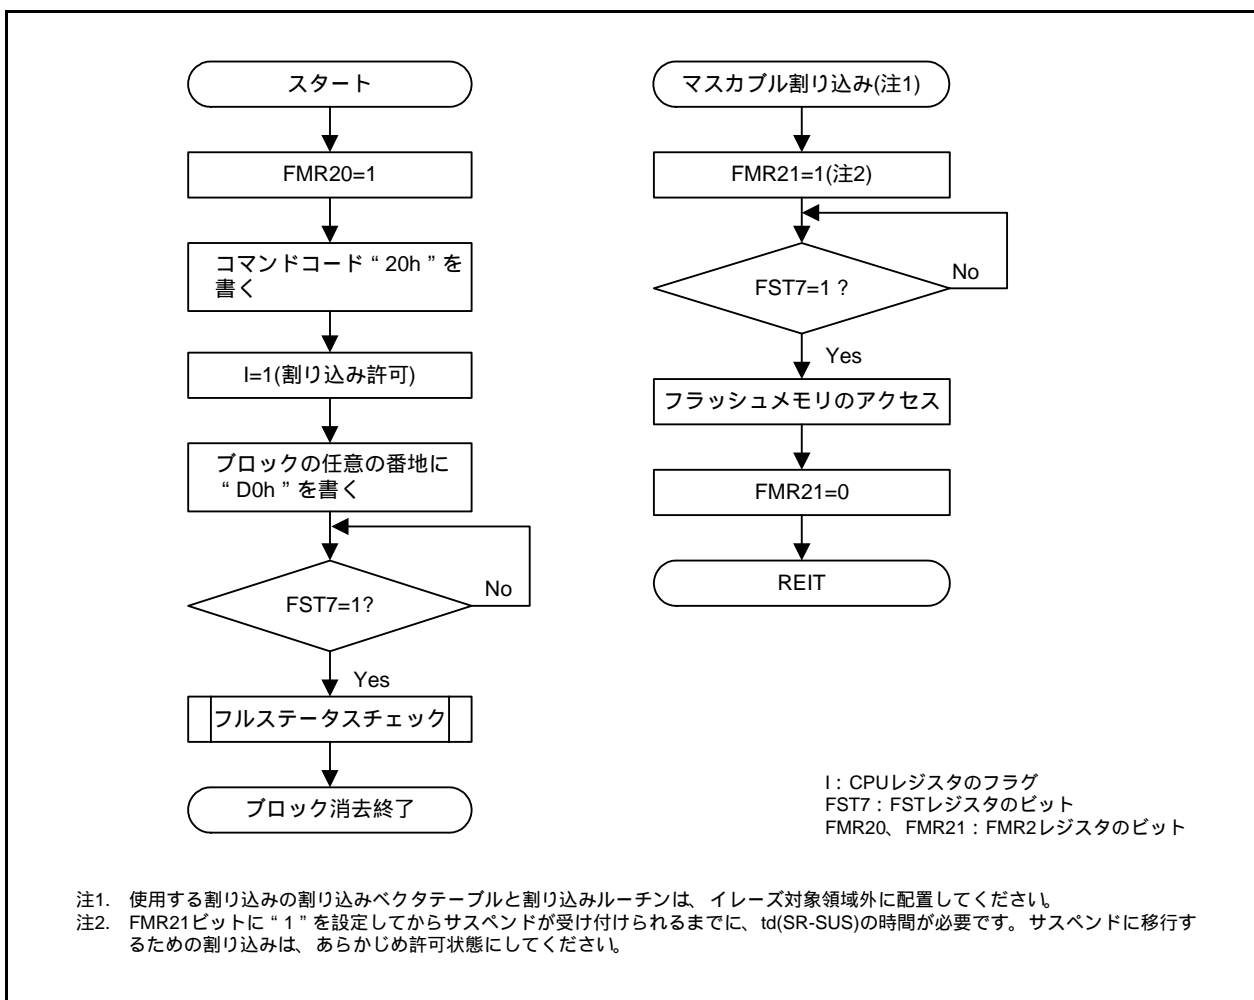 スタート
FMR20=1
コマンドコード“20h”を
書く
I=1(割り込み許可)
ブロックの任意の番地に
“D0h”を書く
FST7=1?
No
Yes
フルステータスチェック
ブロック消去終了
マスカブル割り込み(注1)
FMR21=1(注2)
FST7=1 ?
No
Yes
フラッシュメモリのアクセス
FMR21=0
REIT
I：CPUレジスタのフラグ
FST7：FSTレジスタのビット
FMR20、FMR21：FMR2レジスタのビット
注1. 使用する割り込みの割り込みベクタテーブルと割り込みルーチンは、イレーズ対象領域外に配置してください。
注2. FMR21ビットに“1”を設定してからサスペンドが受け付けられるまでに、td(SR-SUS)の時間が必要です。サスペンドに移行す
るための割り込みは、あらかじめ許可状態にしてください。